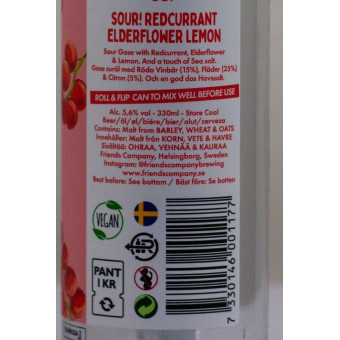 SOUR! REDCURRANT
ELDERFLOWER LEMON
Sour Gose with Redcurrant, Elderflower
& Lemon. And a touch of Sea salt.
Gose suröl med Röda Vinbär (15%), Fläder (25%)
& Citron (5%). Och en god del Havssalt.
ROLL & FLIP CAN TO MIX WELL BEFORE USE
Alc. 5,6% vol - 330ml - Store Cool
Beer/öl/øl/bière/bier/olut/cerveza
Contains: Malt from BARLEY, WHEAT & OATS
Innehåller: Malt från KORN, VETE & HAVRE
Sisältää: OHRAA, VEHNÄÄ & KAURAA
Friends Company, Helsingborg, Sweden
Instagram: @friendscompanybrewing
www.friendscompany.se
Best before: See bottom / Bäst före: Se botten
VEGAN
PANT
1 KR
7 330146 001177